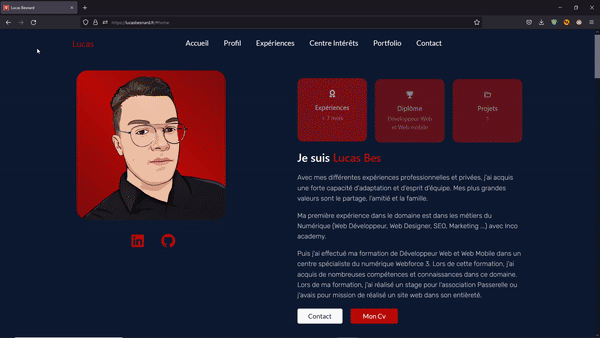 Lucas Besnard
https://lucasbesnard.fr/#home
Lucas
Accueil Profil Expériences Centre Intérêts Portfolio Contact
Expériences
+ 7 mois
Diplôme
Développeur Web
et Web mobile
Projets
5
Je suis Lucas Bes
Avec mes différentes expériences professionnelles et privées, j'ai acquis
une forte capacité d'adaptation et d'esprit d'équipe. Mes plus grandes
valeurs sont le partage, l'amitié et la famille.
Ma première expérience dans le domaine est dans les métiers du
Numérique (Web Développeur, Web Designer, SEO, Marketing ...) avec Inco
academy.
Puis j'ai effectué ma formation de Développeur Web et Web Mobile dans un
centre spécialiste du numérique Webforce 3. Lors de cette formation, j'ai
acquis de nombreuses compétences et connaissances dans ce domaine.
Lors de ma formation, j'ai réalisé un stage pour l'association Passerelle ou
j'avais pour mission de réalisé un site web dans son entièreté.
Contact
Mon Cv